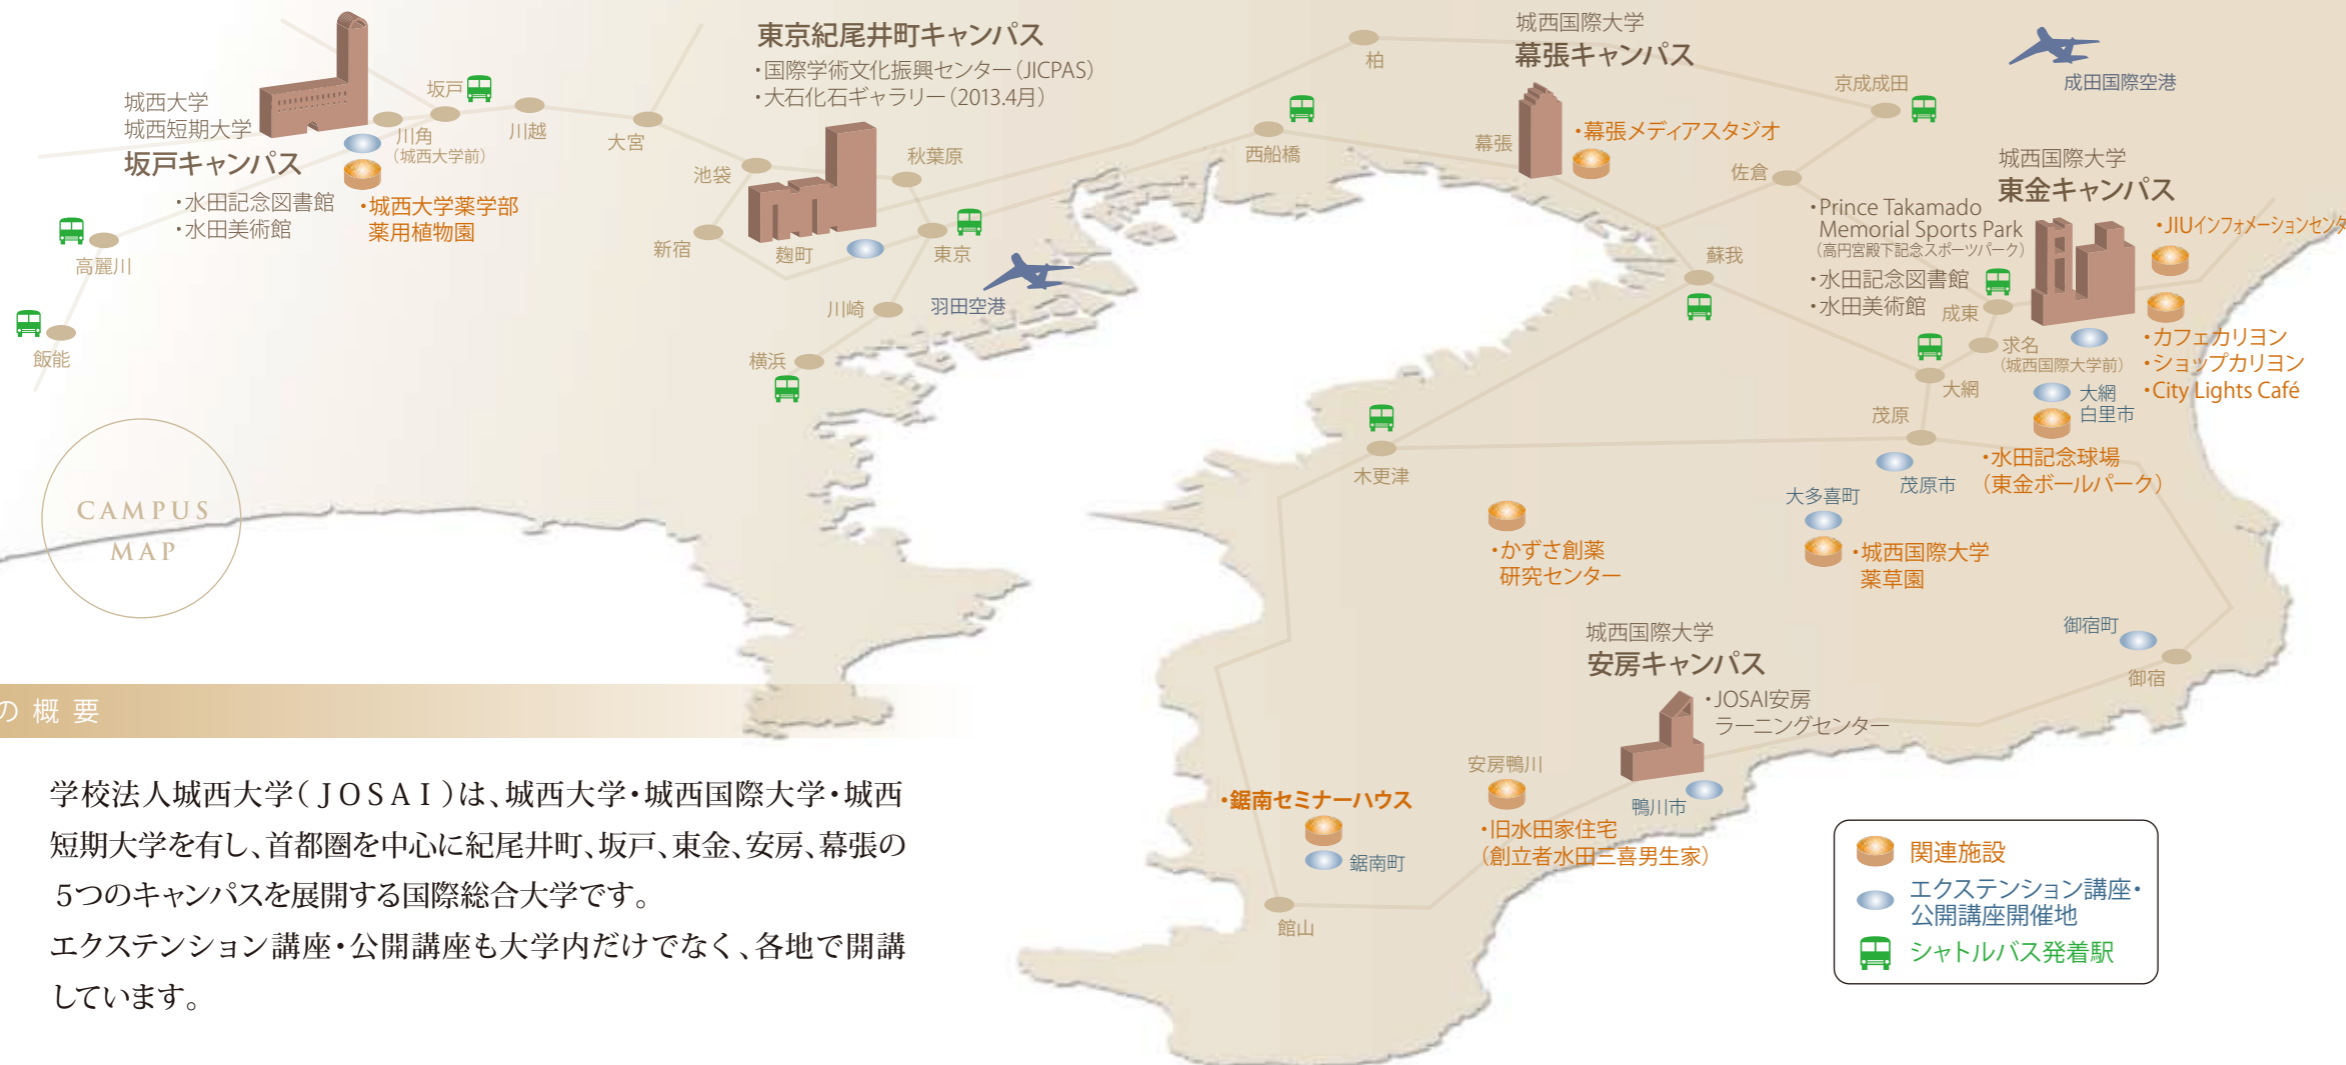 城西大学
城西短期大学
坂戸キャンパス
・水田記念図書館
・水田美術館
・城西大学薬学部
薬用植物園
坂戸
川角
（城西大学前）
川越
大宮
高麗川
飯能
東京紀尾井町キャンパス
・国際学術文化振興センター（JICPAS）
・大石化石ギャラリー（2013.4月）
池袋
秋葉原
新宿
麹町
東京
川崎
羽田空港
横浜
柏
西船橋
城西国際大学
幕張キャンパス
幕張
・幕張メディアスタジオ
京成成田
成田国際空港
佐倉
蘇我
城西国際大学
東金キャンパス
・Prince Takamado
Memorial Sports Park
（高円宮殿下記念スポーツパーク）
・水田記念図書館
・水田美術館
成東
・JIUインフォメーションセンタ
求名
（城西国際大学前）
・カフェカリヨン
・ショップカリヨン
・City Lights Café
大網
大網
白里市
茂原
・水田記念球場
（東金ボールパーク）
茂原市
木更津
大多喜町
・城西国際大学
薬草園
・かずさ創薬
研究センター
御宿町
御宿
城西国際大学
安房キャンパス
・JOSAI安房
ラーニングセンター
安房鴨川
鴨川市
・旧水田家住宅
（創立者水田三喜男生家）
・鋸南セミナーハウス
鋸南町
館山
CAMPUS
MAP
の概要
学校法人城西大学（JOSAI）は、城西大学・城西国際大学・城西
短期大学を有し、首都圏を中心に紀尾井町、坂戸、東金、安房、幕張の
5つのキャンパスを展開する国際総合大学です。
エクステンション講座・公開講座も大学内だけでなく、各地で開講
しています。
関連施設
エクステンション講座・
公開講座開催地
シャトルバス発着駅